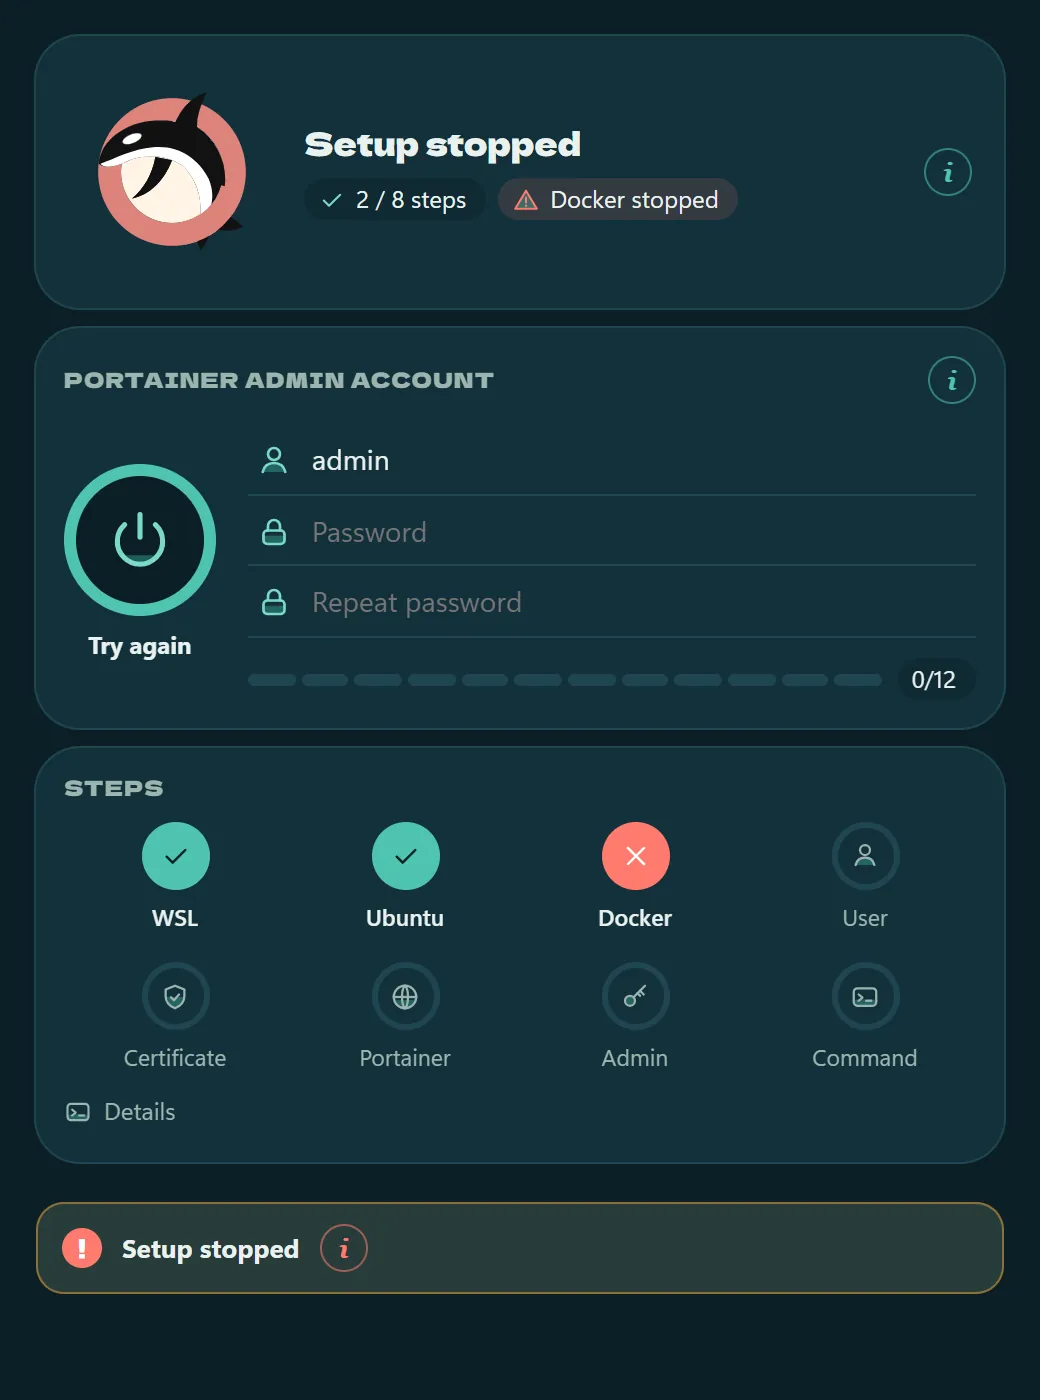 Setup stopped
2 / 8 steps
Docker stopped
i
PORTAINER ADMIN ACCOUNT
i
admin
Password
Repeat password
Try again
0/12
STEPS
WSL
Ubuntu
Docker
User
Certificate
Portainer
Admin
Command
Details
! Setup stopped i